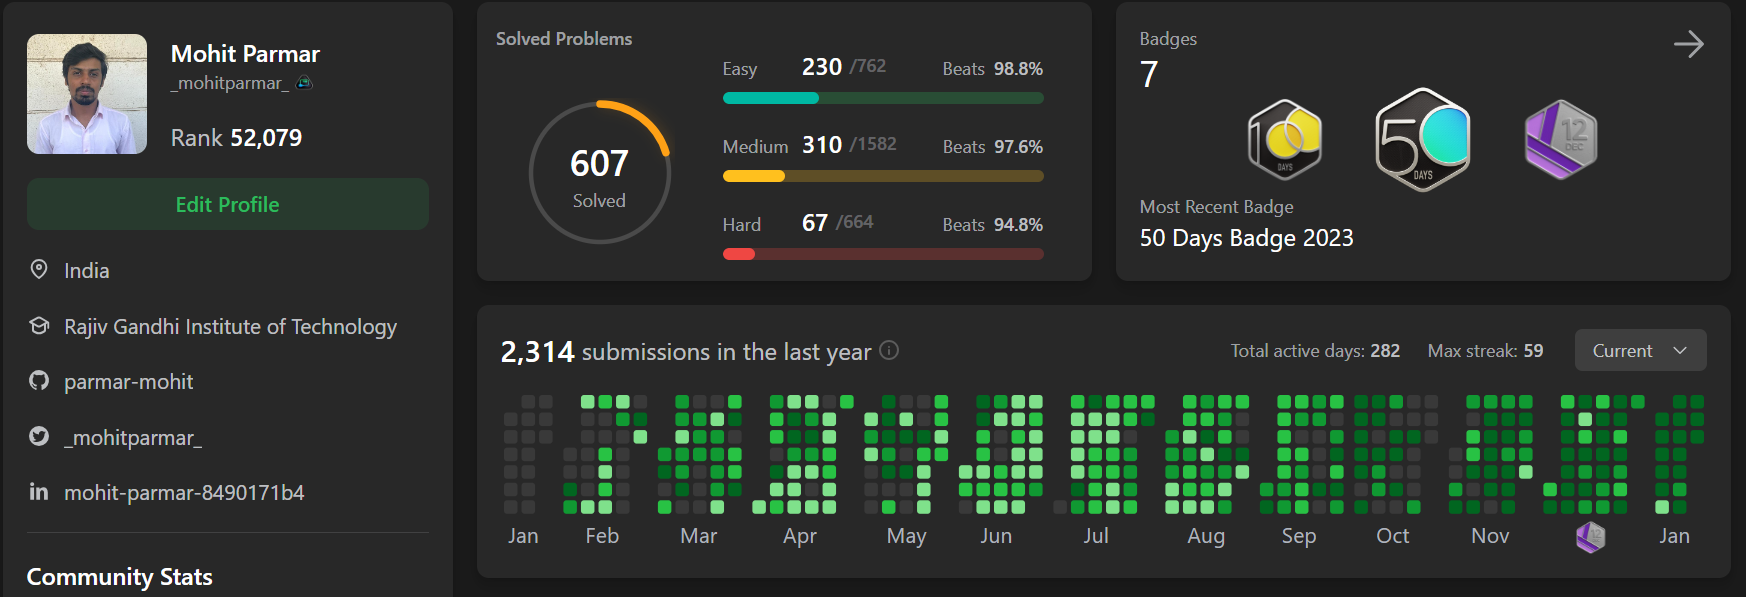 Mohit Parmar
_mohitparmar_
Rank 52,079
Edit Profile
India
Rajiv Gandhi Institute of Technology
parmar-mohit
_mohitparmar_
in mohit-parmar-8490171b4
Community Stats
Solved Problems
607
Solved
Easy 230 /762 Beats 98.8%
Medium 310 /1582 Beats 97.6%
Hard 67 /664 Beats 94.8%
Badges
7
100 DAYS
50 DAYS
12 DEC
Most Recent Badge
50 Days Badge 2023
2,314 submissions in the last year
Total active days: 282 Max streak: 59 Current
Jan Feb Mar Apr May Jun Jul Aug Sep Oct Nov 12 Jan